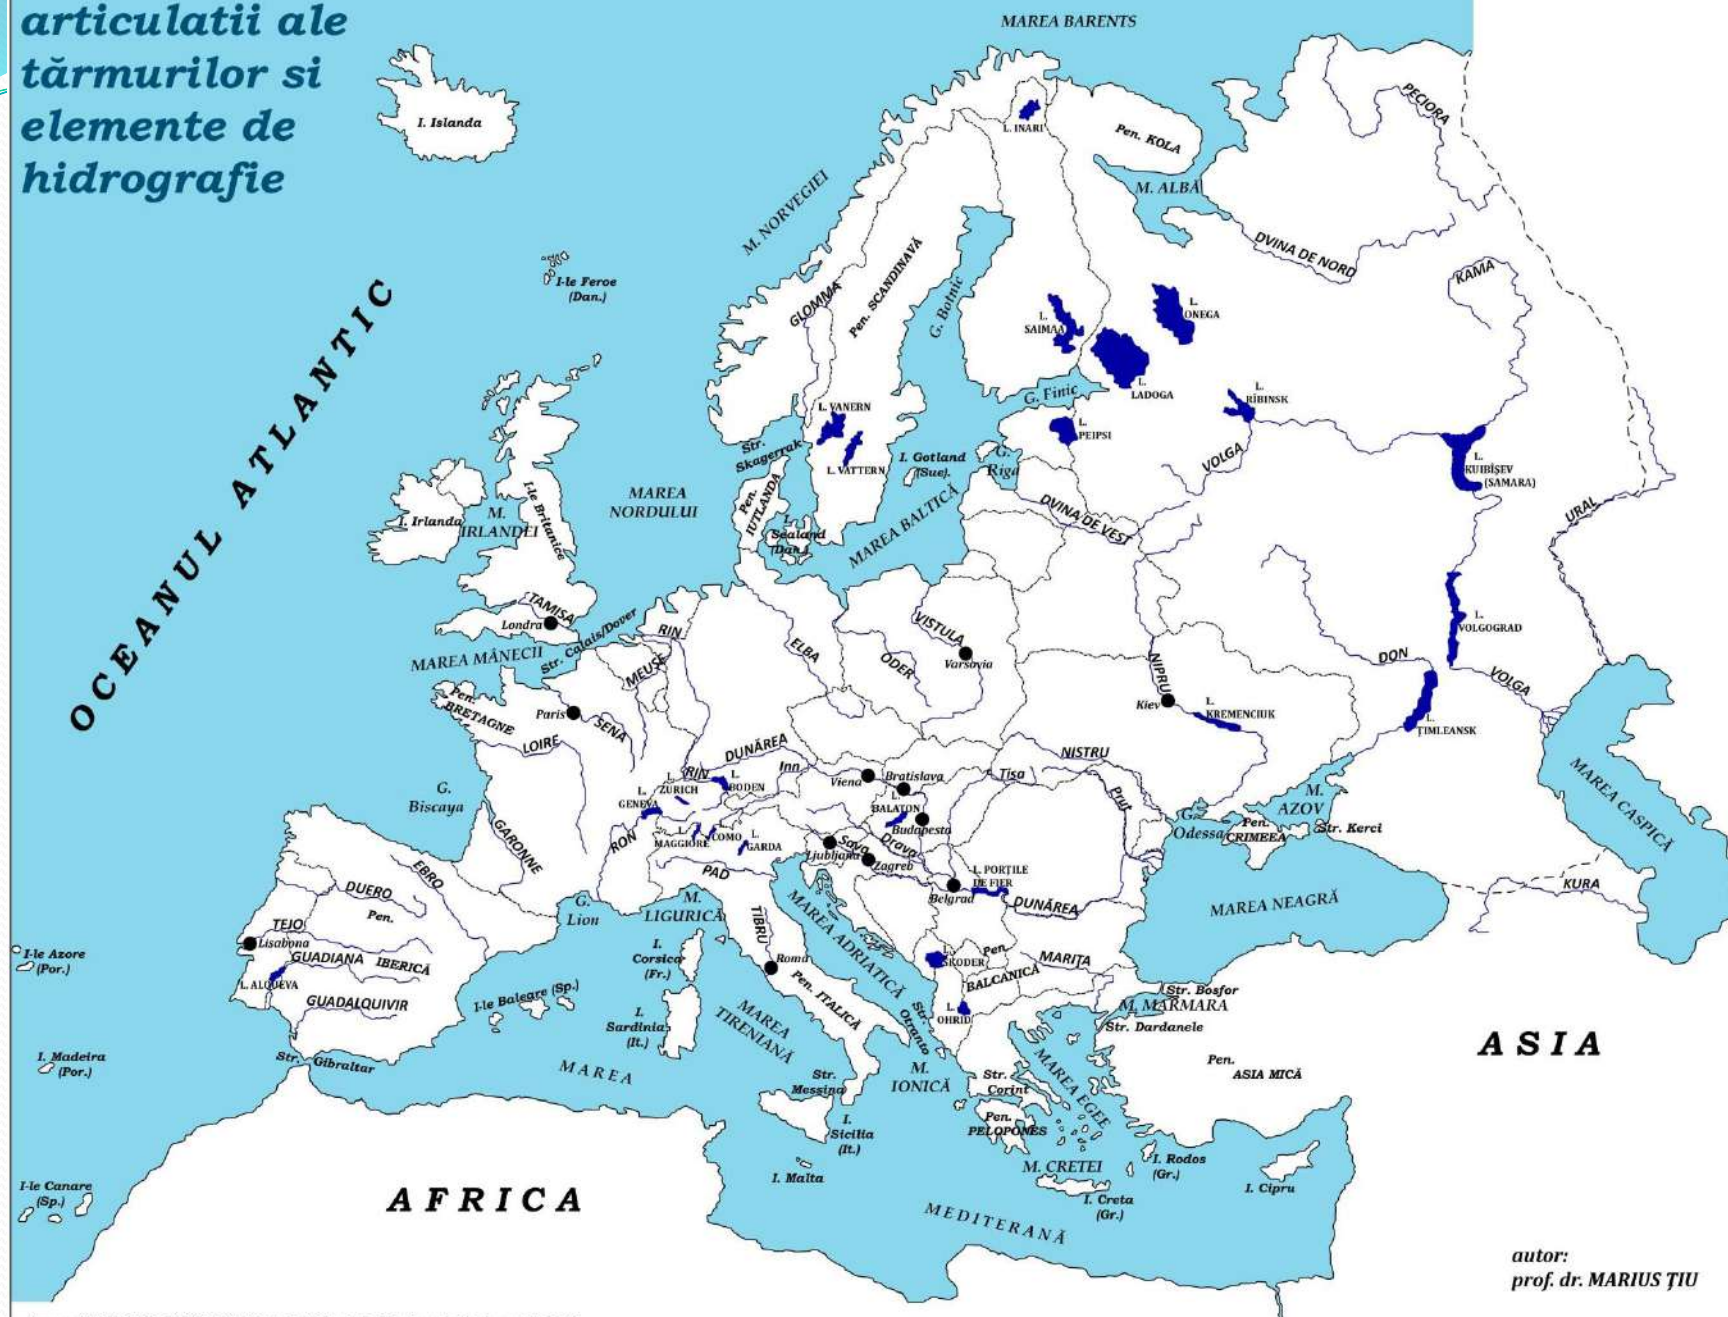 articulatii ale
tărmurilor si
elemente de
hidrografie
MAREA BARENTS
I. Islanda
L. INARI
Pen. KOLA
PECIORA
M. ALBĂ
M. NORVEGIEI
DVINA DE NORD
KAMA
I-le Feroe
(Dan.)
OCEANUL ATLANTIC
GLOMMA
Pen. SCANDINAVĂ
G. Botnic
L.
SAIMAA
L.
ONEGA
L.
LADOGA
G. Finic
L.
RÎBINSK
L. VANERN
L.
PEIPSI
Str.
Skagerrak
L. VATTERN
I. Gotland
(Sue).
G.
Riga
VOLGA
L.
KUIBÎȘEV
(SAMARA)
URAL
I. Irlanda
M.
IRLANDEI
I-le Britanice
MAREA
NORDULUI
Pen.
IUTLANDA
I.
Sealand
(Dan.)
MAREA BALTICĂ
DVINA DE VEST
TAMISA
Londra
Str. Calais/Dover
MAREA MÂNECII
RIN
MEUSE
ELBA
ODER
VISTULA
Varsovia
NIPRU
Kiev
L.
KREMENCIUK
DON
L.
VOLGOGRAD
VOLGA
L.
ȚIMLEANSK
Pen.
BRETAGNE
Paris
SENA
LOIRE
DUNĂREA
Inn
RIN
L.
BODEN
L.
ZURICH
L.
GENEVA
Viena
Bratislava
Tisa
NISTRU
Prut
L.
BALATON
Budapesta
G.
Biscaya
GARONNE
RON
L.
MAGGIORE
L.
COMO
L.
GARDA
Ljubljana
Sava
Drava
Zagreb
G.
Odessa
Pen.
CRIMEEA
M.
AZOV
Str. Kerci
MAREA CASPICĂ
EBRO
DUERO
Pen.
IBERICĂ
TEJO
Lisabona
GUADIANA
L. ALQUEVA
GUADALQUIVIR
PAD
G.
Lion
M.
LIGURICĂ
TIBRU
Roma
MAREA ADRIATICĂ
L. PORȚILE
DE FIER
Belgrad
DUNĂREA
MAREA NEAGRĂ
KURA
I-le Azore
(Por.)
I.
Corsica
(Fr.)
Pen. ITALICĂ
L.
SKODER
Pen.
BALCANICĂ
MARIȚA
I-le Baleare (Sp.)
I.
Sardinia
(It.)
MAREA
TIRENIANĂ
Str.
Otranto
L.
OHRID
Str. Bosfor
M. MARMARA
Str. Dardanele
I. Madeira
(Por.)
Str. Gibraltar
MAREA
MEDITERANĂ
Str.
Messina
M.
IONICĂ
Str.
Corint
Pen.
PELOPONES
MAREA EGEE
Pen.
ASIA MICĂ
ASIA
I.
Sicilia
(It.)
I. Malta
M. CRETEI
I. Creta
(Gr.)
I. Rodos
(Gr.)
I. Cipru
I-le Canare
(Sp.)
AFRICA
autor:
prof. dr. MARIUS ȚIU